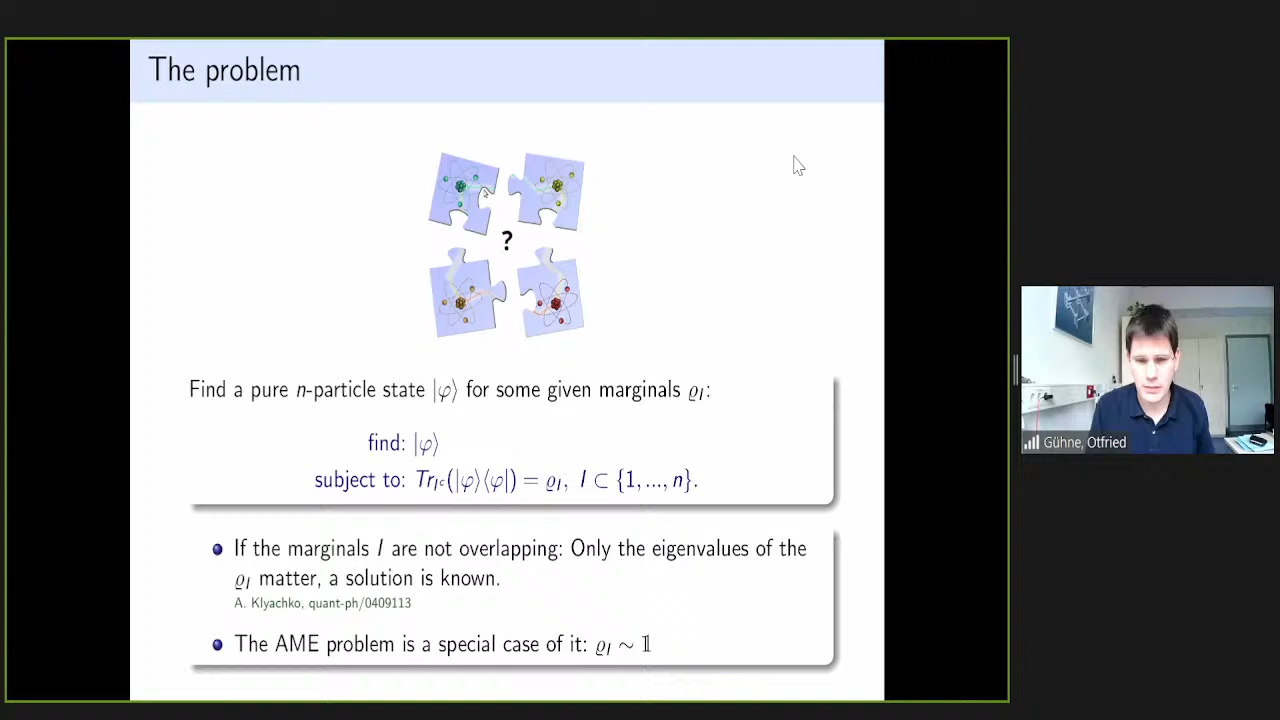 The problem
?
Find a pure n-particle state |φ⟩ for some given marginals ϱ_I:
find: |φ⟩
subject to: Tr_{I^c}(|φ⟩⟨φ|) = ϱ_I, I ⊂ {1, ..., n}.
If the marginals I are not overlapping: Only the eigenvalues of the
ϱ_I matter, a solution is known.
A. Klyachko, quant-ph/0409113
The AME problem is a special case of it: ϱ_I ∼ 𝟙
Gühne, Otfried